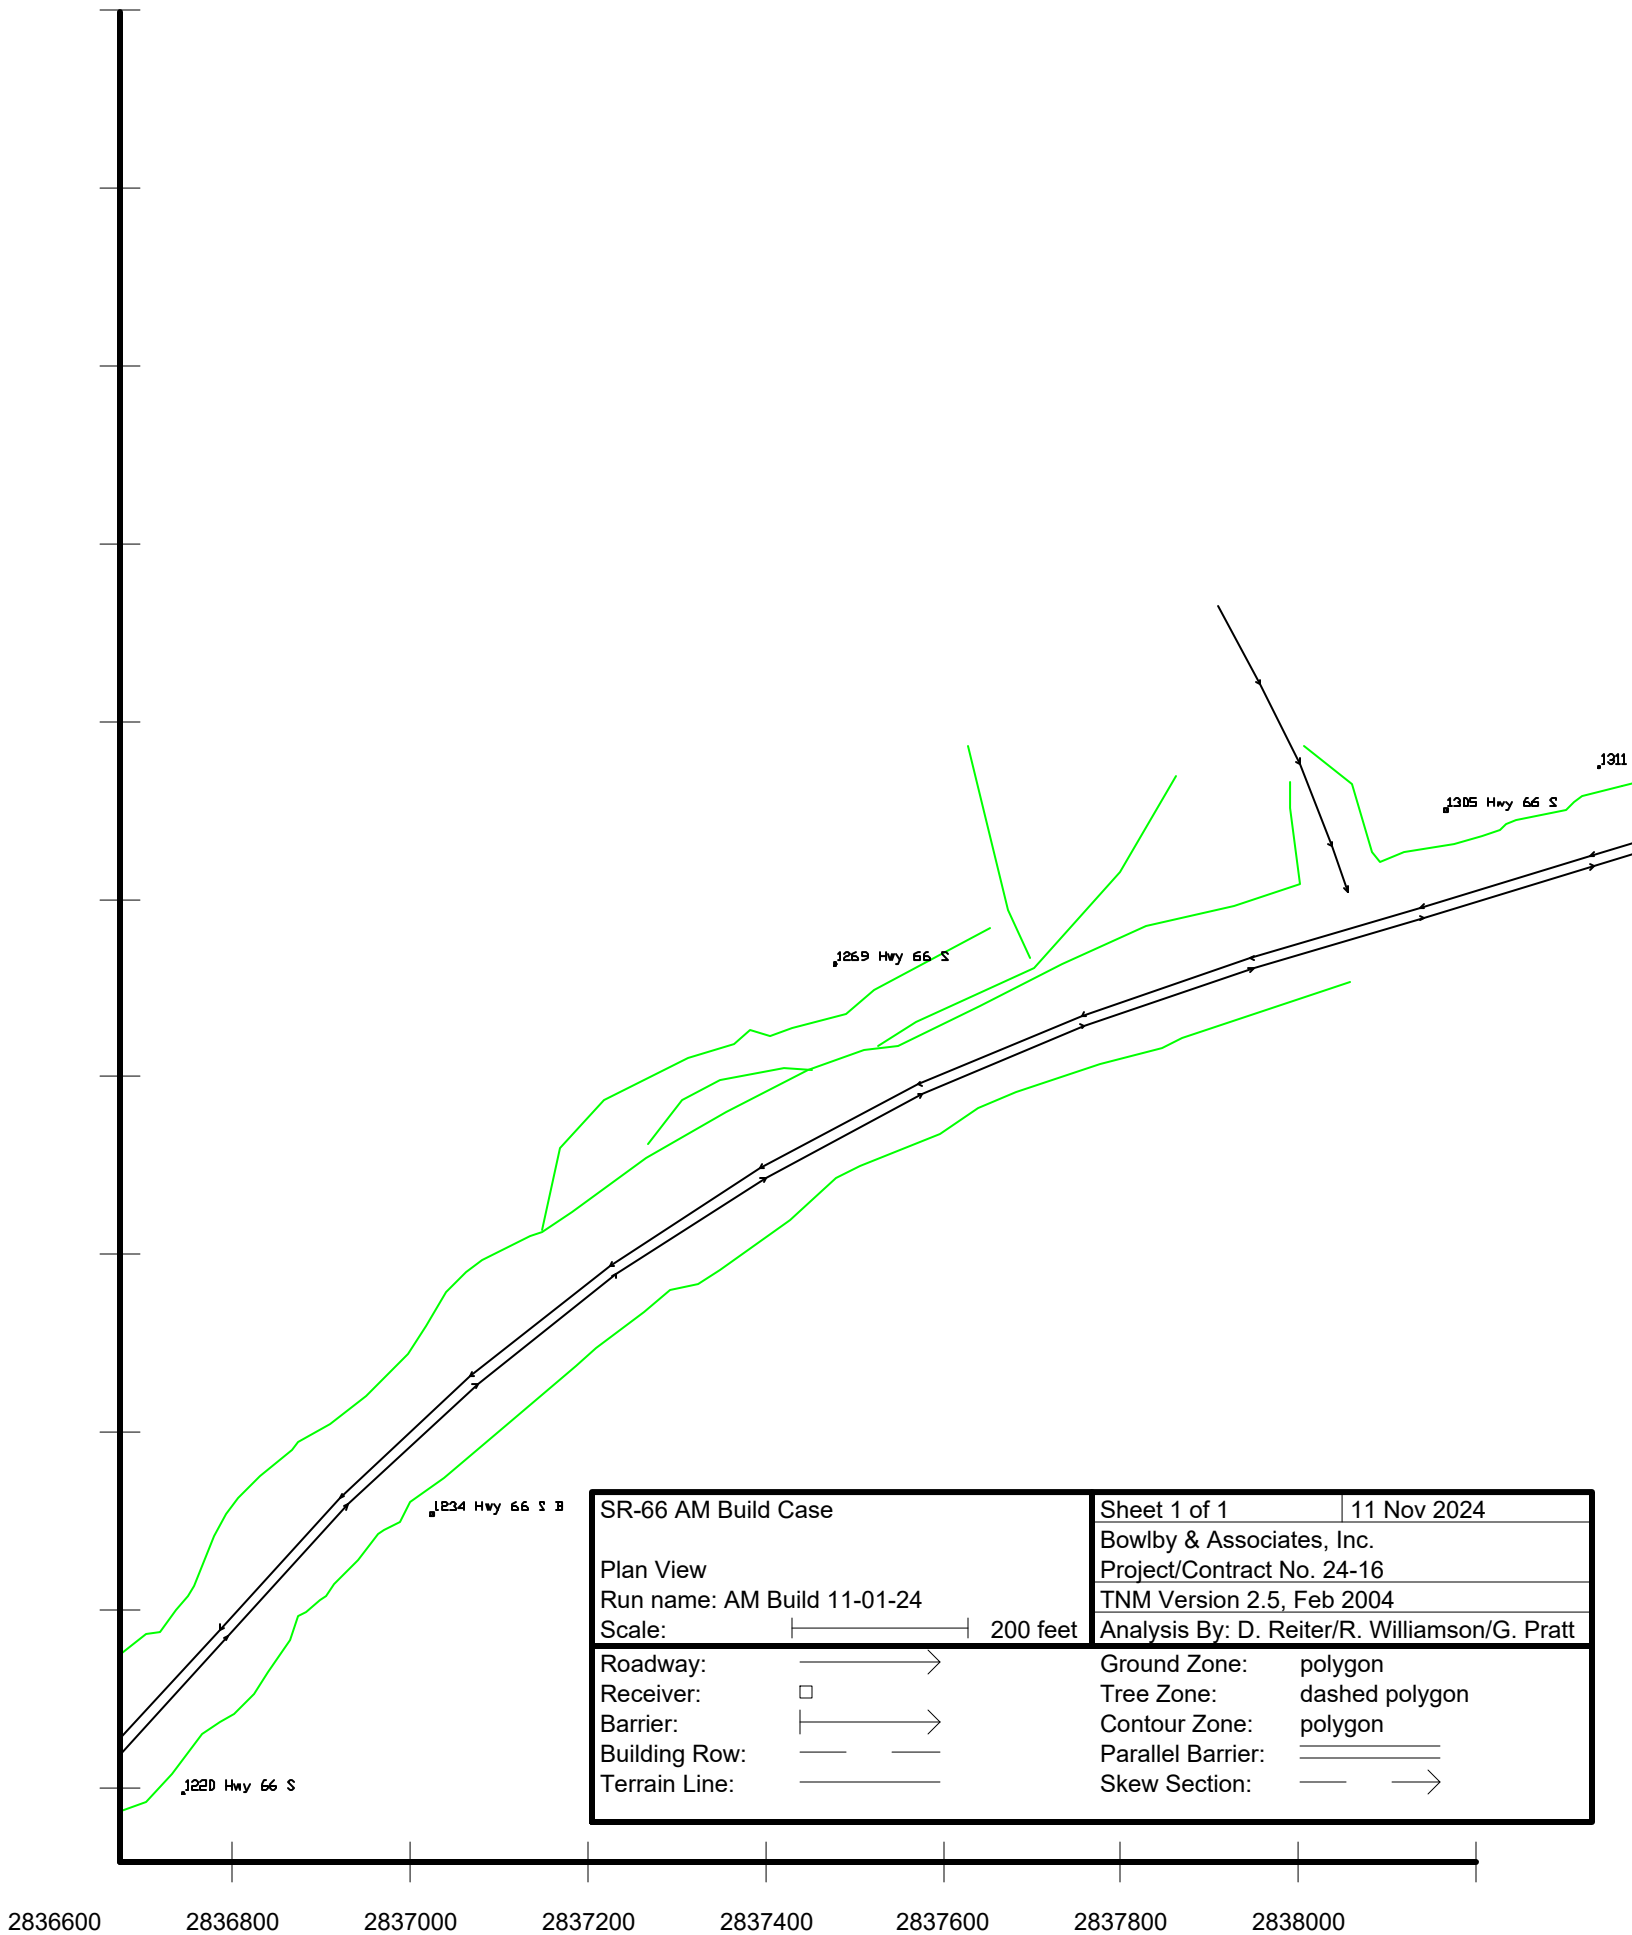 1311
1305 Hwy 66 S
1269 Hwy 66 S
1234 Hwy 66 S B
SR-66 AM Build Case
Sheet 1 of 1
11 Nov 2024
Bowlby & Associates, Inc.
Plan View
Project/Contract No. 24-16
Run name: AM Build 11-01-24
TNM Version 2.5, Feb 2004
Scale:
200 feet
Analysis By: D. Reiter/R. Williamson/G. Pratt
Roadway:
Ground Zone:
polygon
Receiver:
Tree Zone:
dashed polygon
Barrier:
Contour Zone:
polygon
Building Row:
Parallel Barrier:
Terrain Line:
Skew Section:
1220 Hwy 66 S
2836600
2836800
2837000
2837200
2837400
2837600
2837800
2838000